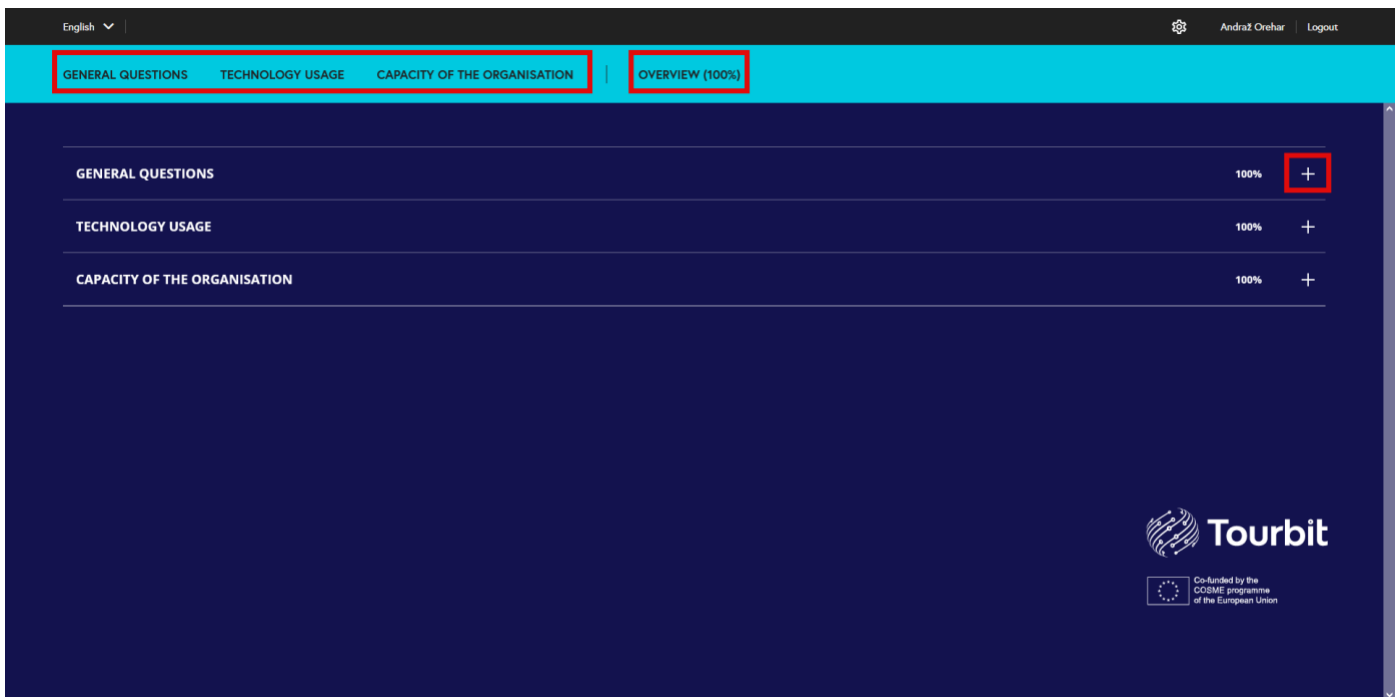 English
Andraž Orehar
Logout
GENERAL QUESTIONS TECHNOLOGY USAGE CAPACITY OF THE ORGANISATION OVERVIEW (100%)
GENERAL QUESTIONS 100%
TECHNOLOGY USAGE 100%
CAPACITY OF THE ORGANISATION 100%
Tourbit
Co-funded by the
COSME programme
of the European Union